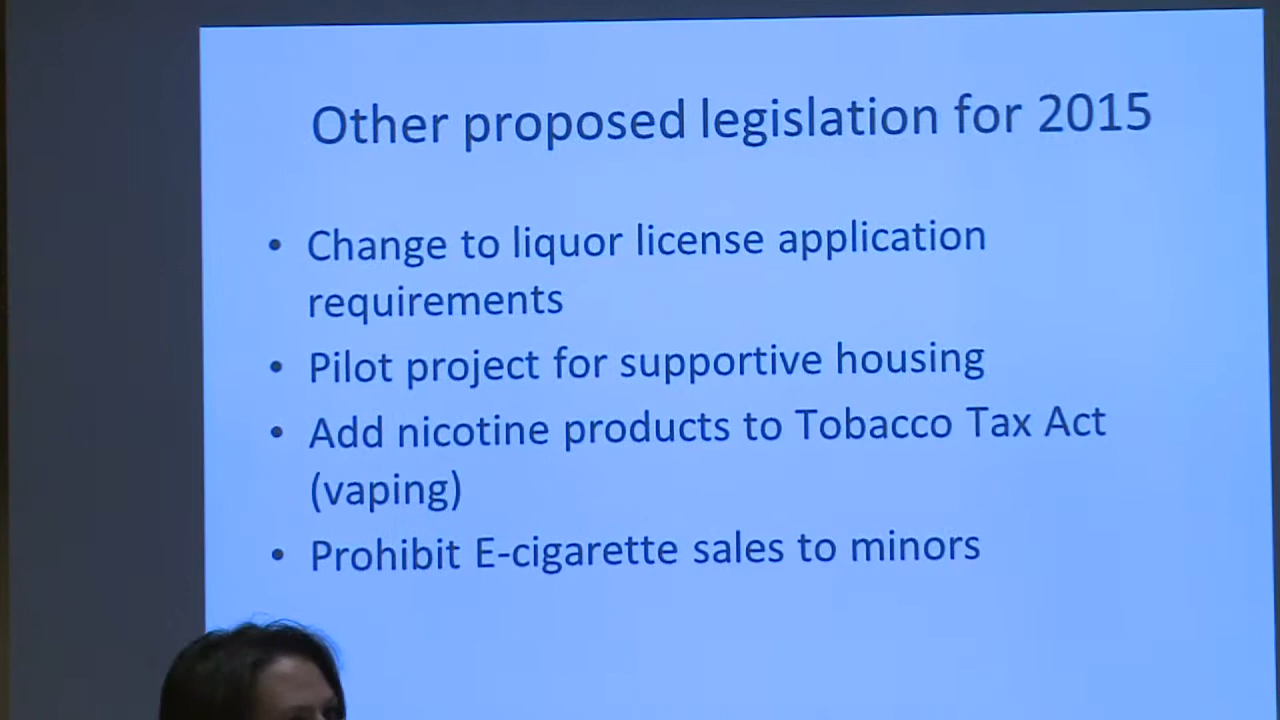 Other proposed legislation for 2015
• Change to liquor license application
requirements
• Pilot project for supportive housing
• Add nicotine products to Tobacco Tax Act
(vaping)
• Prohibit E-cigarette sales to minors